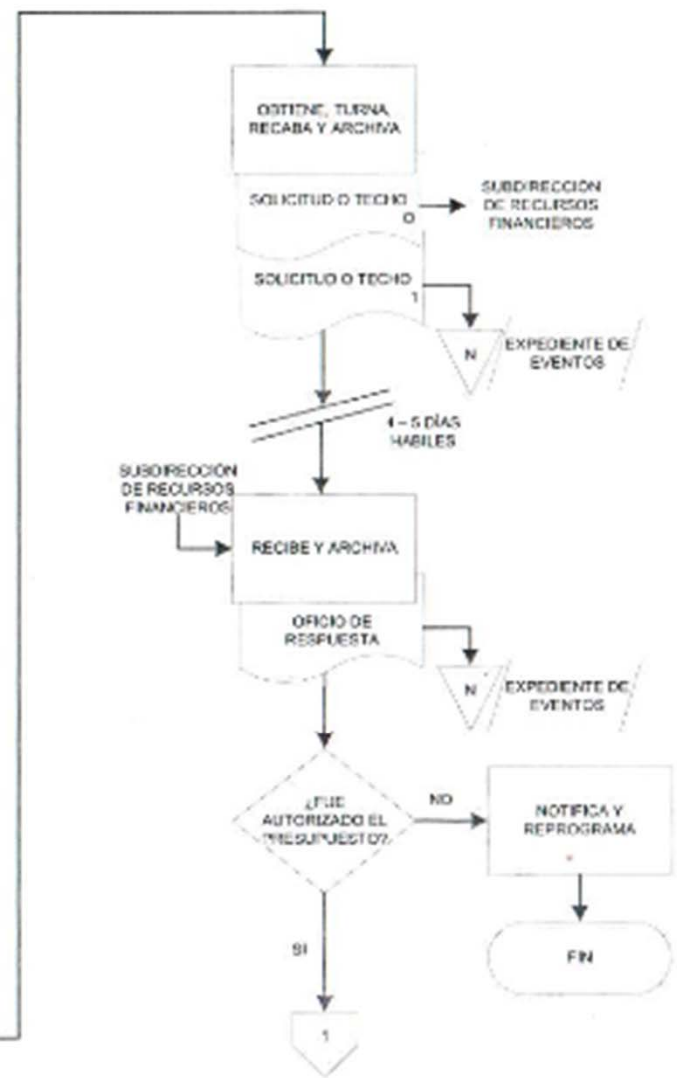 OBTIENE, TURNA,
RECABA Y ARCHIVA
SOLICITUD O TECHO
0
SUBDIRECCIÓN
DE RECURSOS
FINANCIEROS
SOLICITUD O TECHO
1
N
EXPEDIENTE DE
EVENTOS
4 – 5 DÍAS
HABILES
SUBDIRECCIÓN
DE RECURSOS
FINANCIEROS
RECIBE Y ARCHIVA
OFICIO DE
RESPUESTA
N
EXPEDIENTE DE
EVENTOS
¿FUE
AUTORIZADO EL
PRESUPUESTO?
NO
NOTIFICA Y
REPROGRAMA
SI
FIN
1